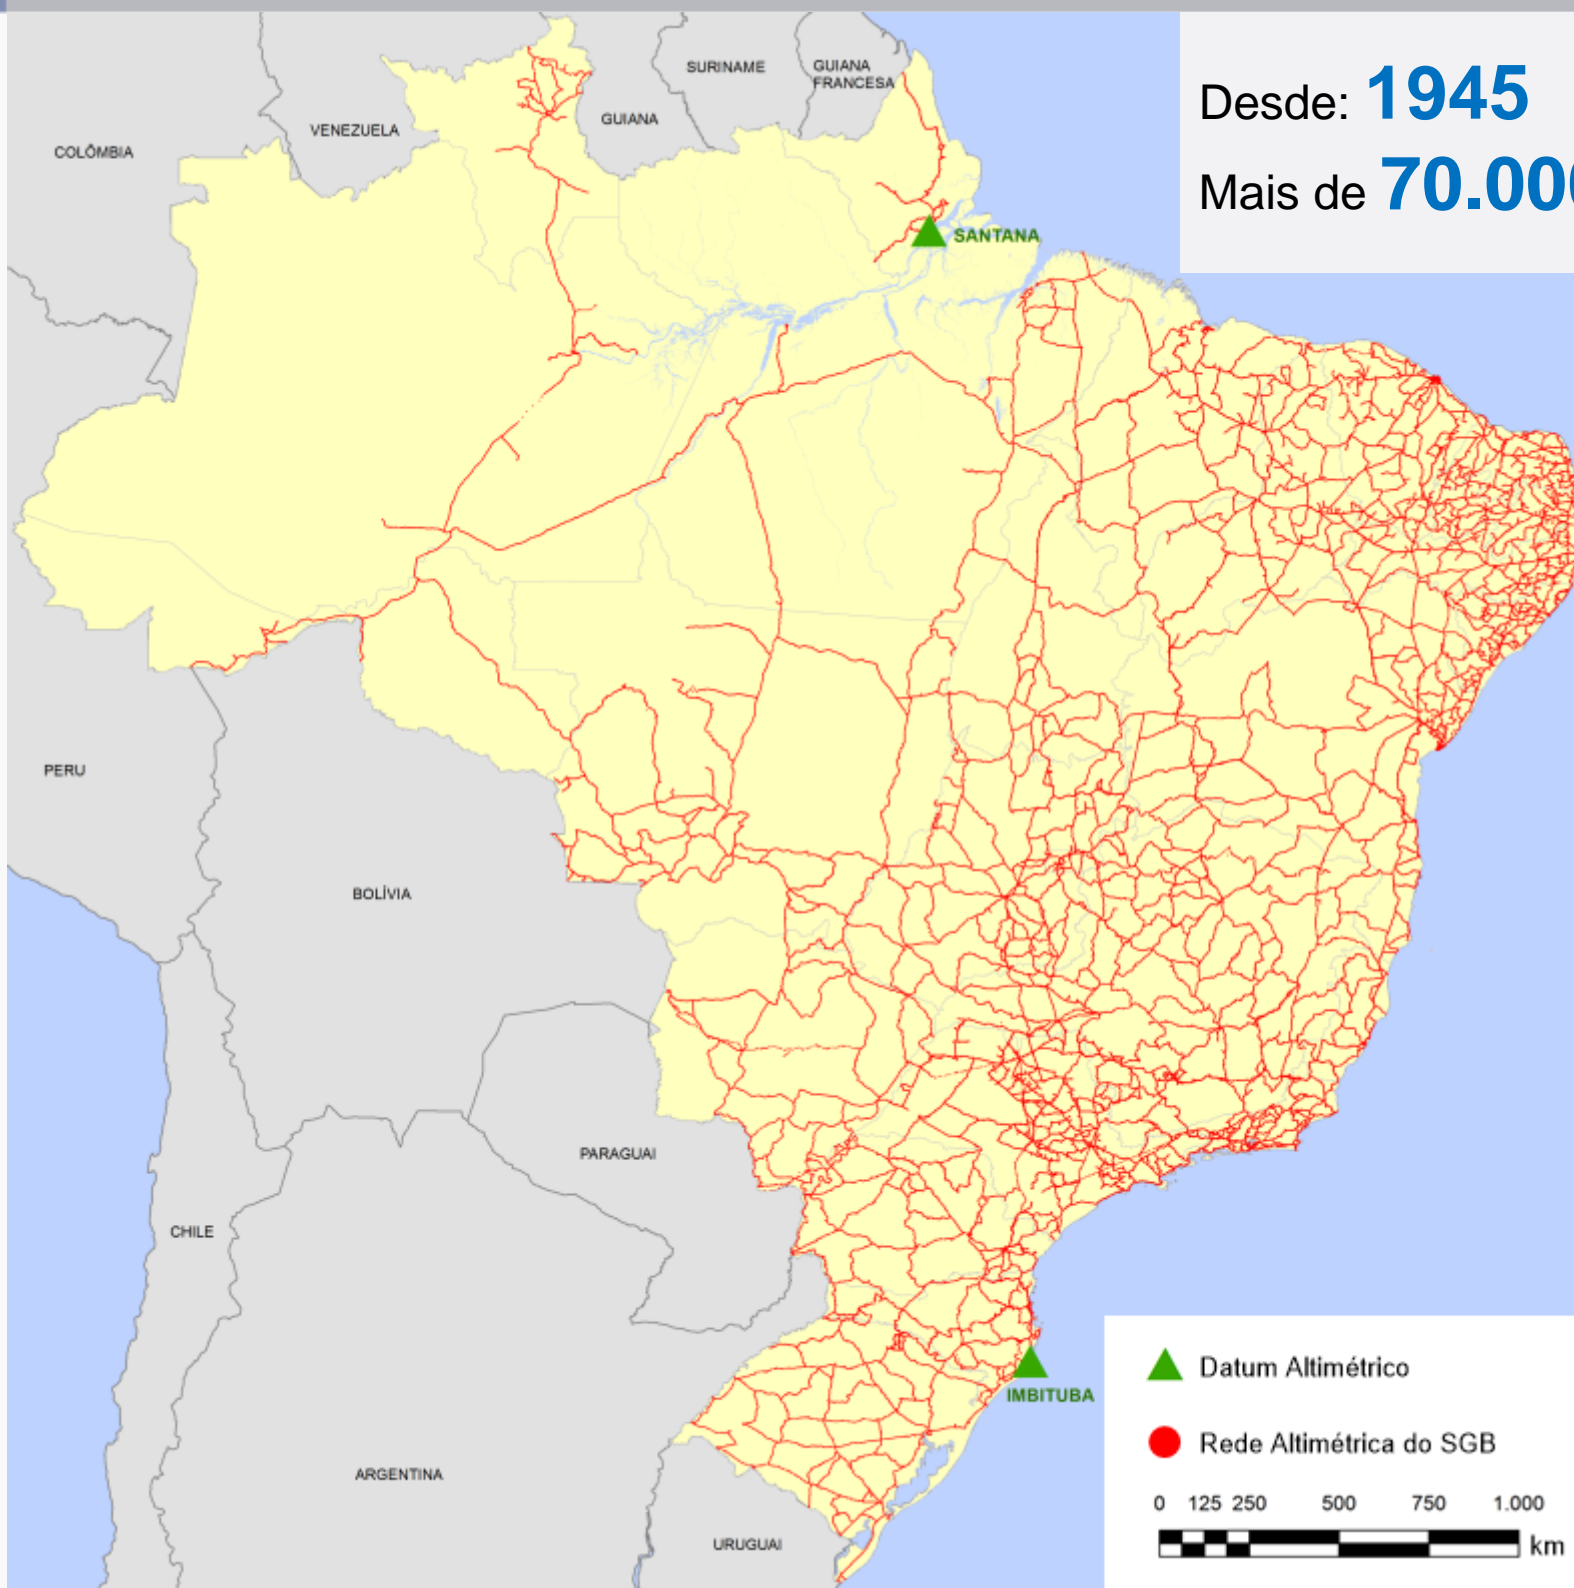 Desde: 1945
Mais de 70.000
SURINAME
GUIANA
FRANCESA
VENEZUELA
GUIANA
COLÔMBIA
SANTANA
PERU
BOLÍVIA
PARAGUAI
CHILE
IMBITUBA
ARGENTINA
URUGUAI
Datum Altimétrico
Rede Altimétrica do SGB
0 125 250 500 750 1.000
km